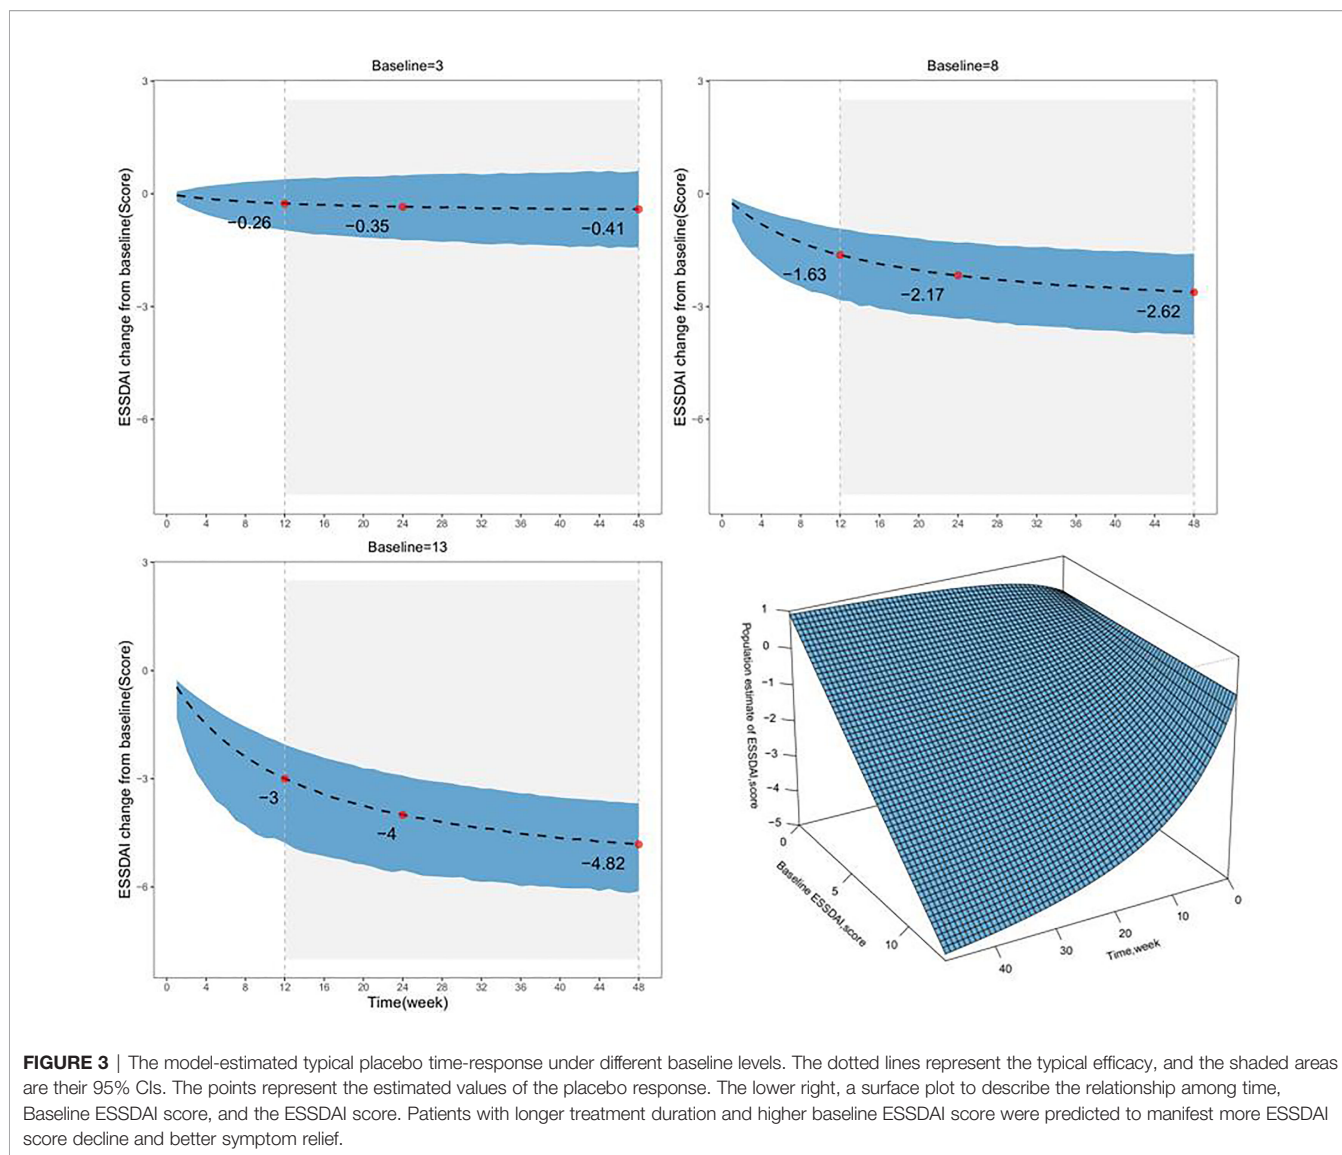 Baseline=3
3
0
−3
−6
ESSDAI change from baseline(Score)
−0.26
−0.35
−0.41
0 4 8 12 16 20 24 28 32 36 40 44 48
Baseline=8
3
0
−3
−6
ESSDAI change from baseline(Score)
−1.63
−2.17
−2.62
0 4 8 12 16 20 24 28 32 36 40 44 48
Baseline=13
3
0
−3
−6
ESSDAI change from baseline(Score)
−3
−4
−4.82
0 4 8 12 16 20 24 28 32 36 40 44 48
Time(week)
1
0
−1
−2
−3
−4
−5
Population estimate of ESSDAI,score
0
5
10
Baseline ESSDAI,score
40
30
20
10
0
Time,week
FIGURE 3 | The model-estimated typical placebo time-response under different baseline levels. The dotted lines represent the typical efficacy, and the shaded areas
are their 95% CIs. The points represent the estimated values of the placebo response. The lower right, a surface plot to describe the relationship among time,
Baseline ESSDAI score, and the ESSDAI score. Patients with longer treatment duration and higher baseline ESSDAI score were predicted to manifest more ESSDAI
score decline and better symptom relief.